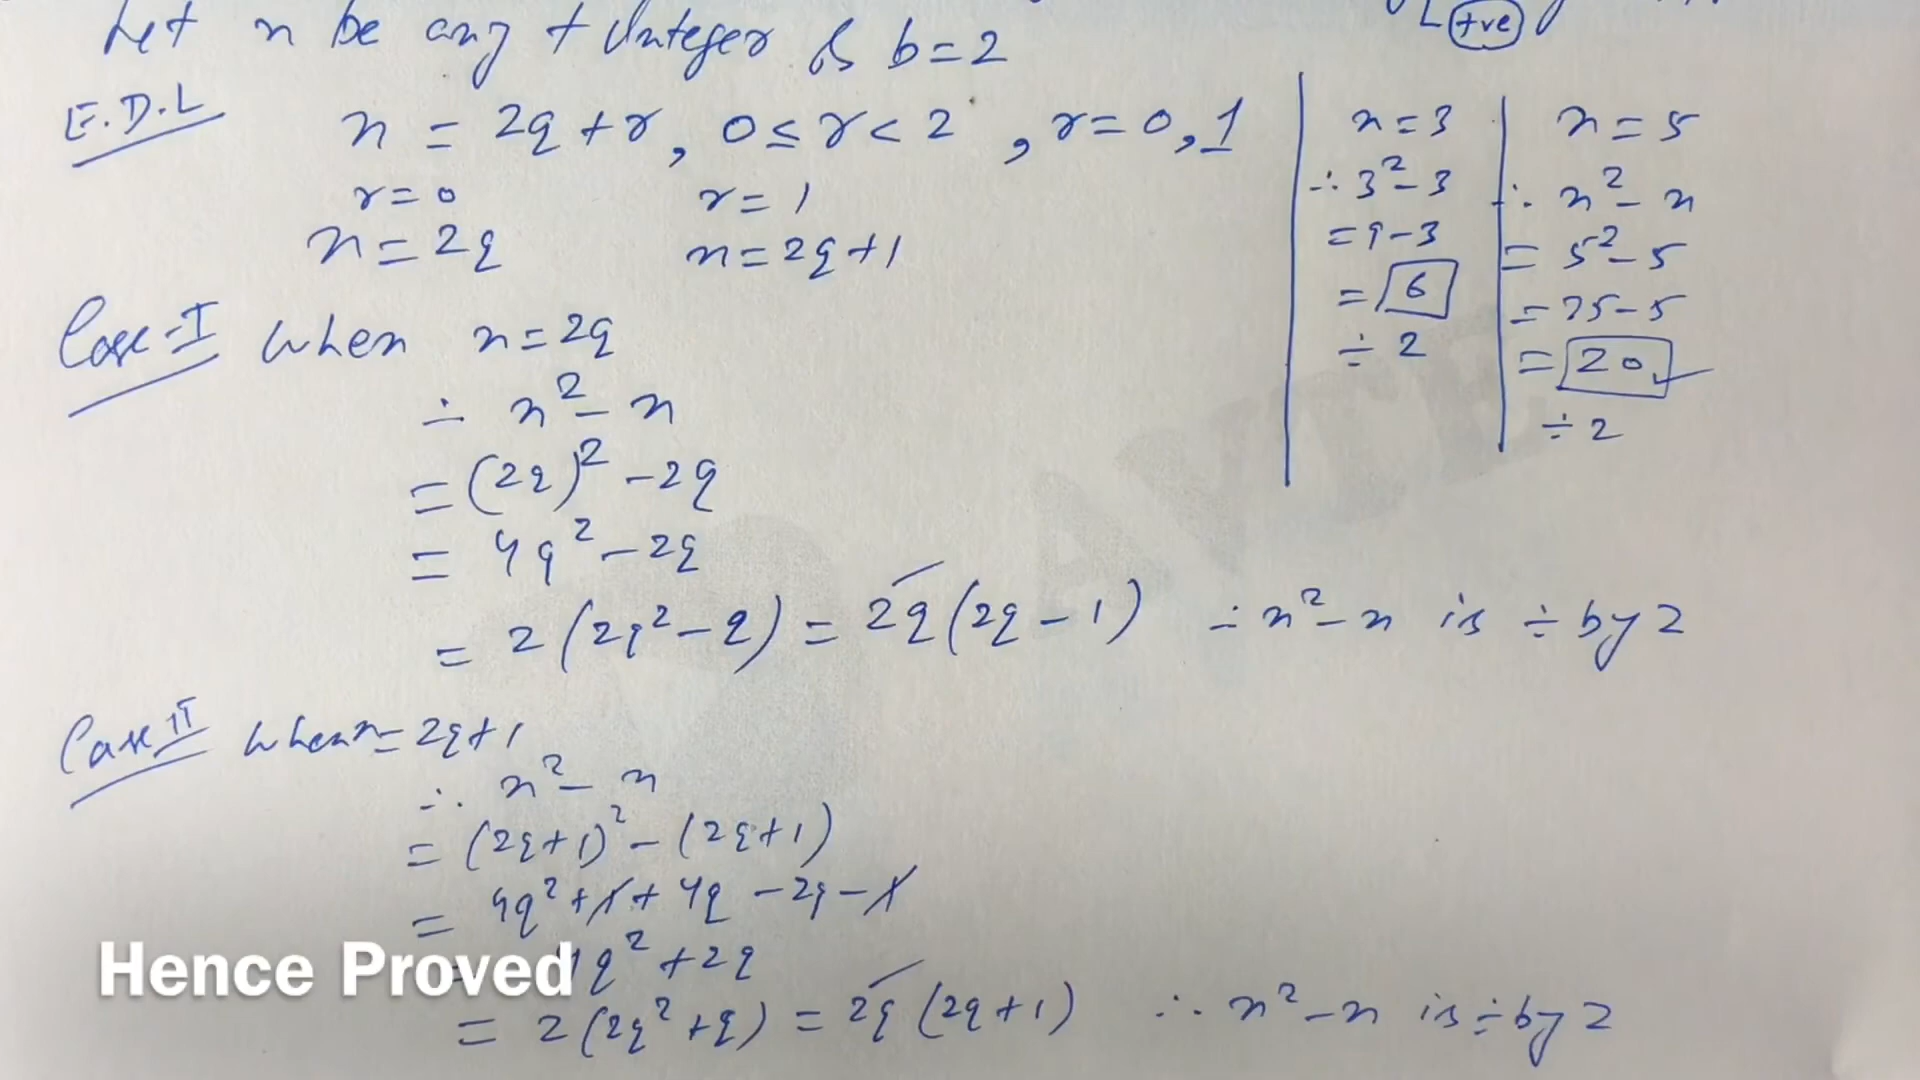 Let n be any + Integer & b=2
+ve
E.D.L n = 2q+r, 0≤r<2, r=0,1
r=0 r=1
n=2q n=2q+1
n=3
∴ 3²-3
=9-3
= 6
÷ 2
n=5
∴ n²-n
= 5²-5
=25-5
= 20
÷2
Case-I when n=2q
∴ n²-n
= (2q)²-2q
= 4q²-2q
= 2(2q²-q) = 2q(2q-1) ∴ n²-n is ÷ by 2
Case II when n=2q+1
∴ n²-n
= (2q+1)²-(2q+1)
= 4q²+1+4q-2q-1
= 4q²+2q
Hence Proved
= 2(2q²+q) = 2q(2q+1) ∴ n²-n is ÷ by 2